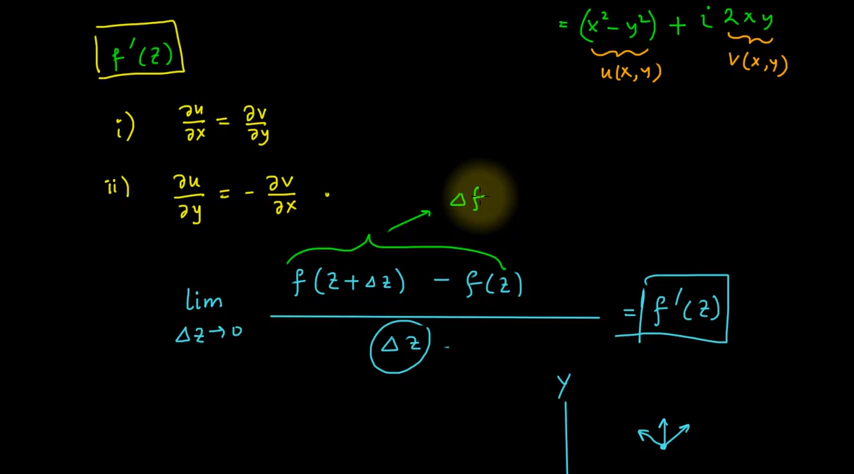 = (x² - y²) + i 2xy
u(x,y) v(x,y)
f'(z)
i) ∂u/∂x = ∂v/∂y
ii) ∂u/∂y = - ∂v/∂x .
Δf
lim Δz→0 f(z+Δz) - f(z) / Δz = f'(z)
y